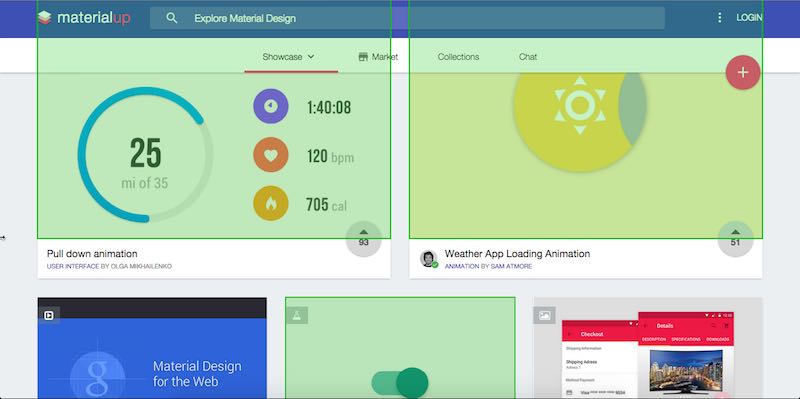 materialup
Explore Material Design
LOGIN
Showcase
Market
Collections
Chat
25
mi of 35
1:40:08
120 bpm
705 cal
93
Pull down animation
USER INTERFACE BY OLGA MIKHAILENKO
51
Weather App Loading Animation
ANIMATION BY SAM ATMORE
g
Material Design
for the Web
Checkout
Shipping Information
Shipping Adress
Adress 1
Method Payment
Details
DESCRIPTION SPECIFICATIONS DOWNLOADS